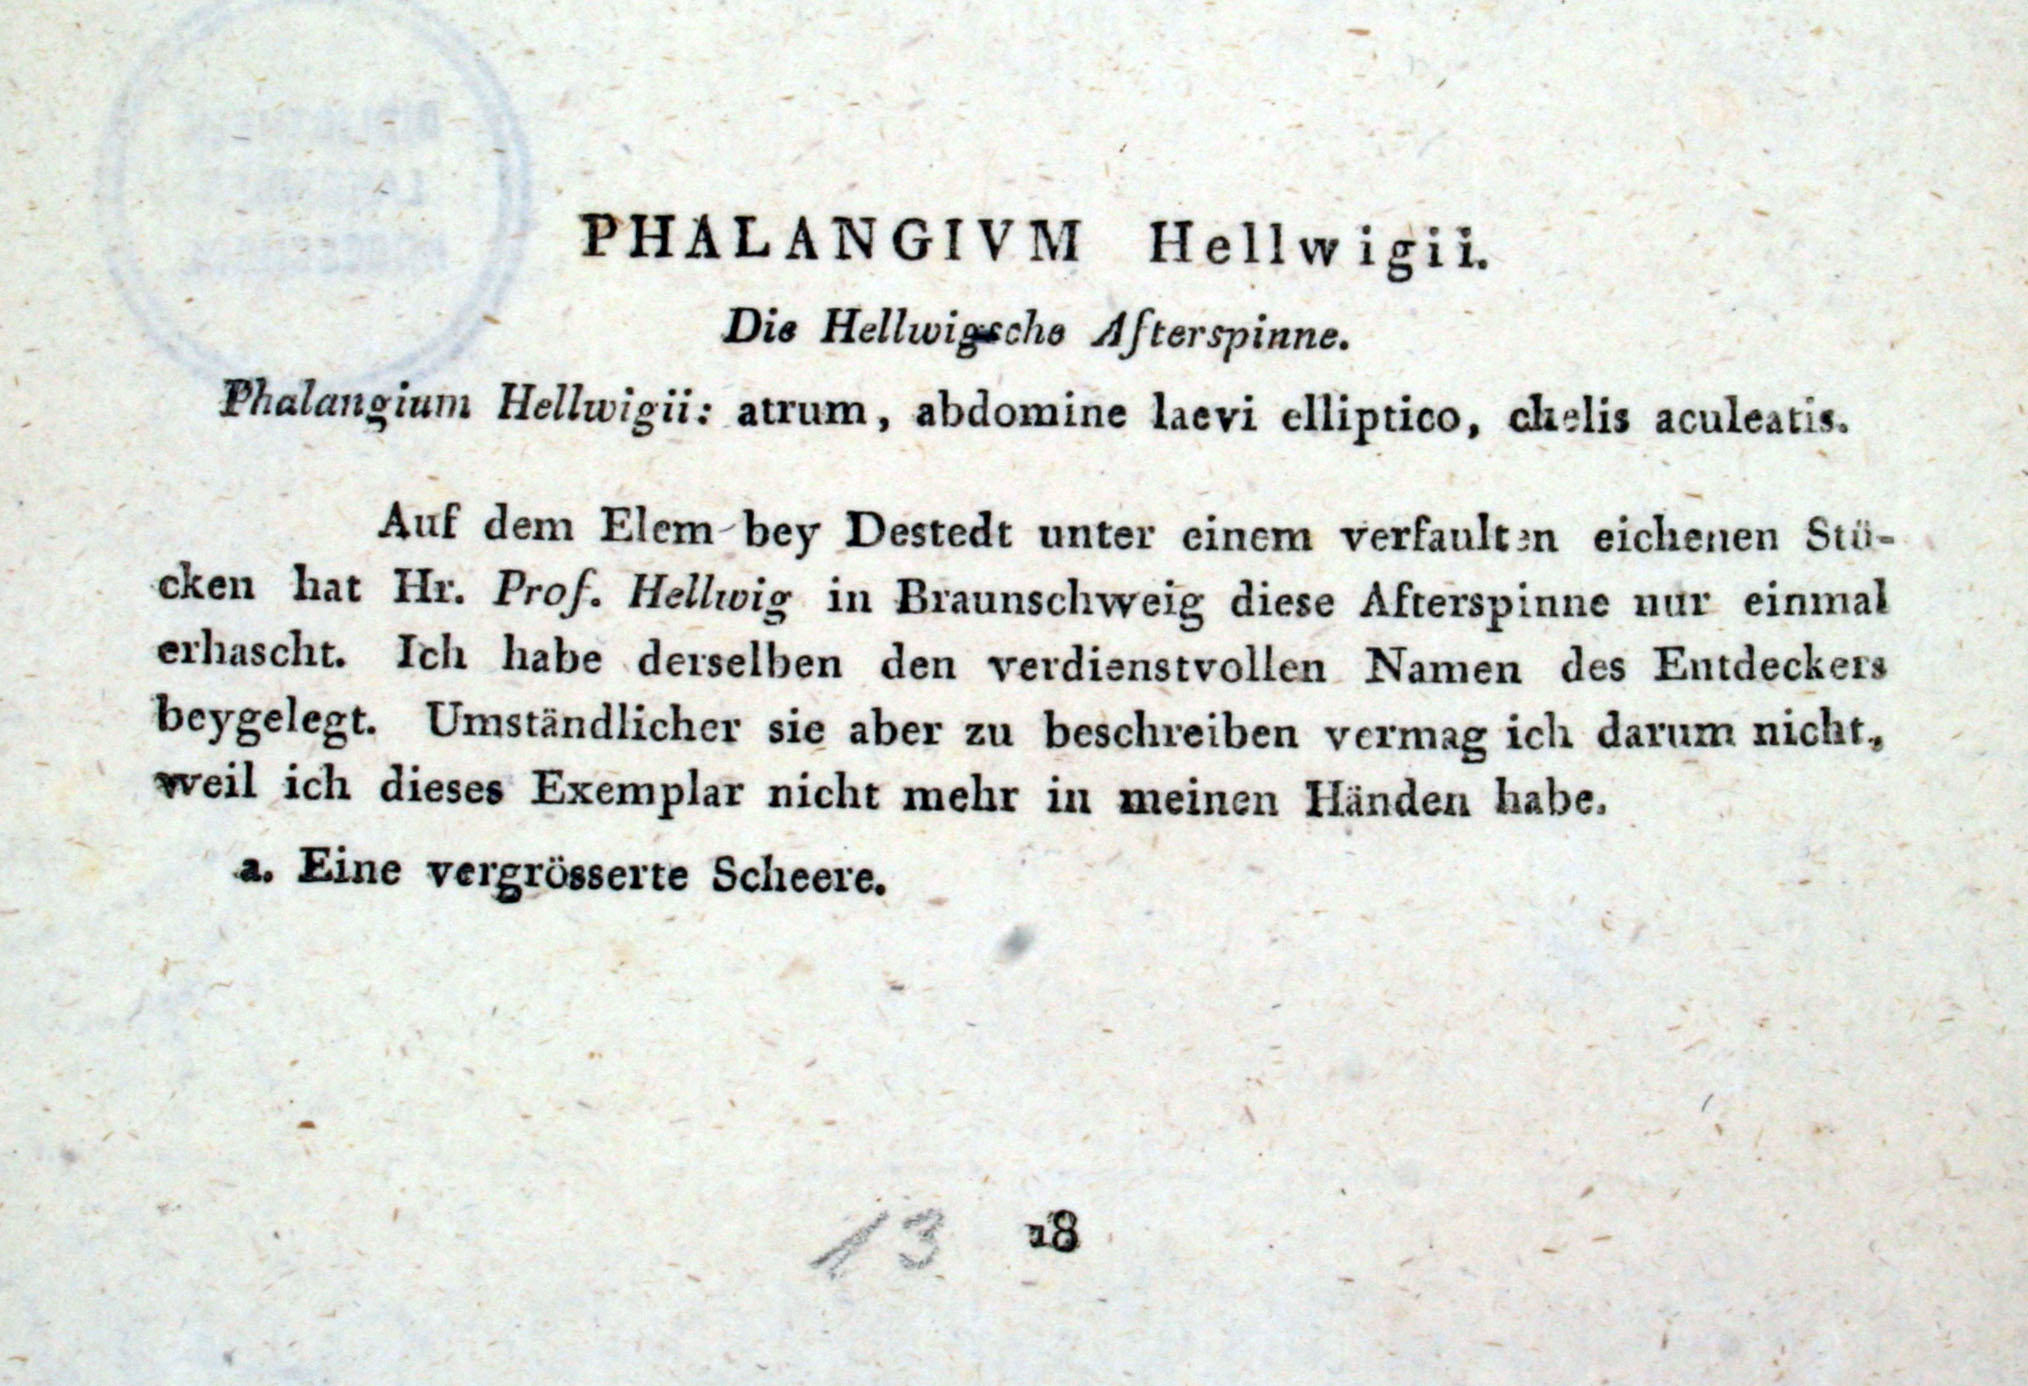 PHALANGIVM Hellwigii.
Die Hellwigsche Afterspinne.
Phalangium Hellwigii: atrum, abdomine laevi elliptico, chelis aculeatis.
Auf dem Elem bey Destedt unter einem verfaulten eichenen Stü-
cken hat Hr. Prof. Hellwig in Braunschweig diese Afterspinne nur einmal
erhascht. Ich habe derselben den verdienstvollen Namen des Entdeckers
beygelegt. Umständlicher sie aber zu beschreiben vermag ich darum nicht,
weil ich dieses Exemplar nicht mehr in meinen Händen habe.
a. Eine vergrösserte Scheere.
13 18